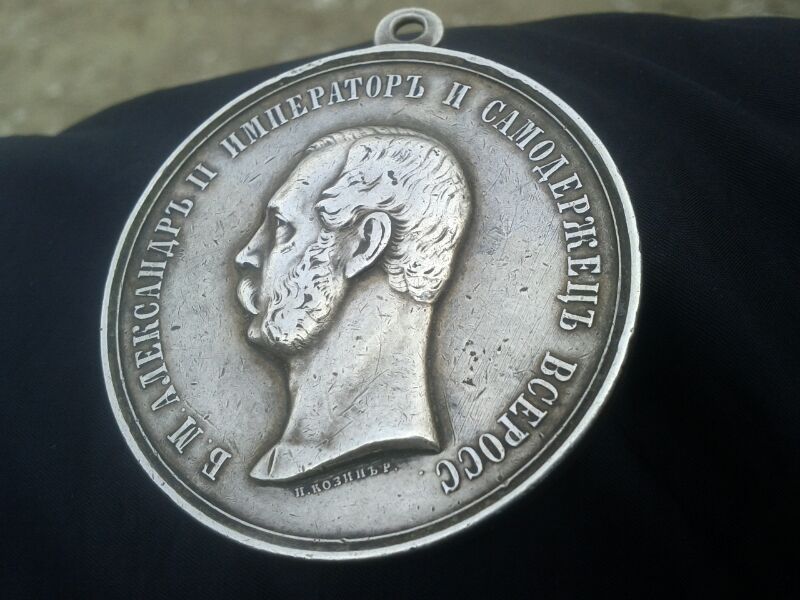 Б. М. АЛЕКСАНДРЪ II ИМПЕРАТОРЪ И САМОДЕРЖЕЦЪ ВСЕРОСС.
П. КОЗИНЪ Р.